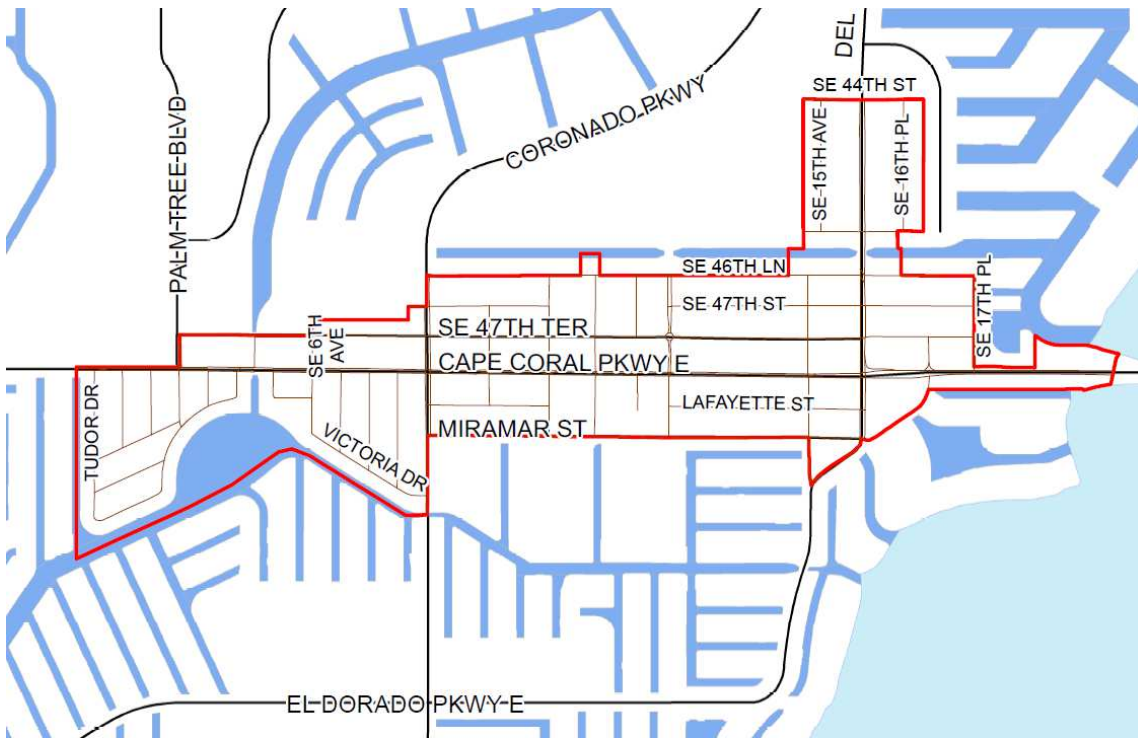 DEL
SE 44TH ST
PALM TREE BLVD
CORONADO PKWY
SE 15TH AVE
SE 16TH PL
SE 46TH LN
SE 17TH PL
SE 47TH ST
SE 6TH
AVE
SE 47TH TER
CAPE CORAL PKWY E
TUDOR DR
LAFAYETTE ST
MIRAMAR ST
VICTORIA DR
EL DORADO PKWY E